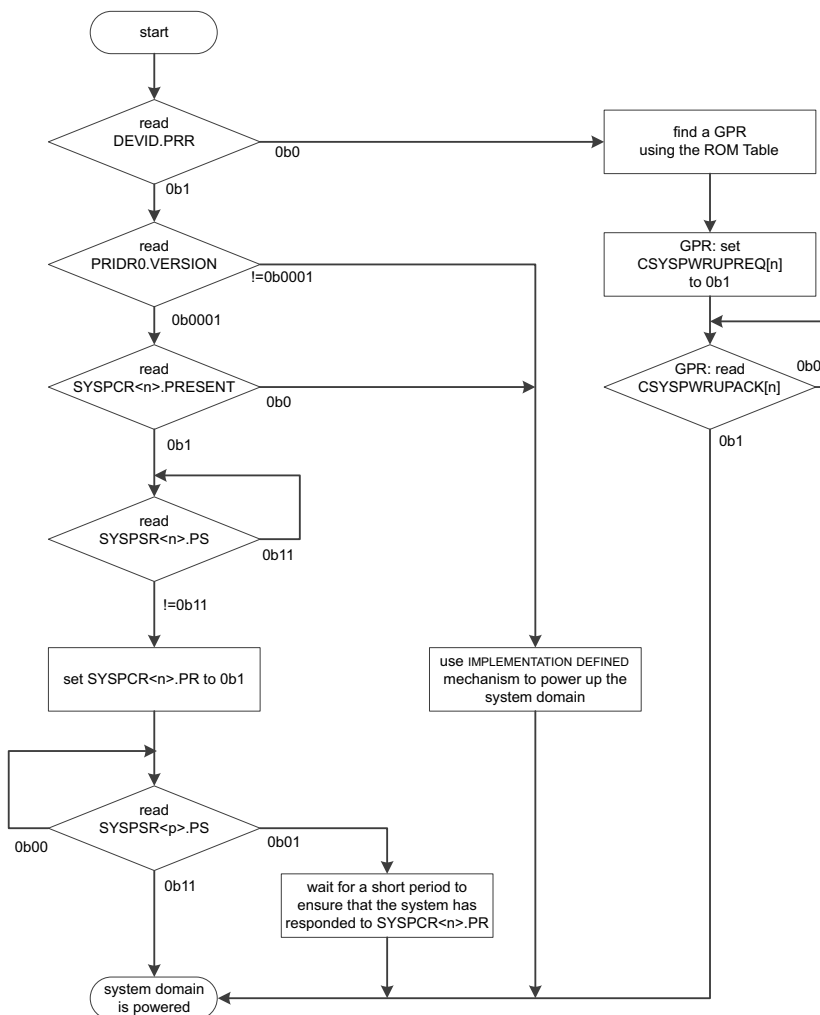 start
read
DEVID.PRR
0b0
0b1
find a GPR
using the ROM Table
read
PRIDR0.VERSION
!=0b0001
0b0001
GPR: set
CSYSPWRUPREQ[n]
to 0b1
read
SYSPCR<n>.PRESENT
0b0
0b1
GPR: read
CSYSPWRUPACK[n]
0b0
0b1
read
SYSPSR<n>.PS
0b11
!=0b11
set SYSPCR<n>.PR to 0b1
use IMPLEMENTATION DEFINED
mechanism to power up the
system domain
read
SYSPSR<p>.PS
0b00
0b01
0b11
wait for a short period to
ensure that the system has
responded to SYSPCR<n>.PR
system domain
is powered